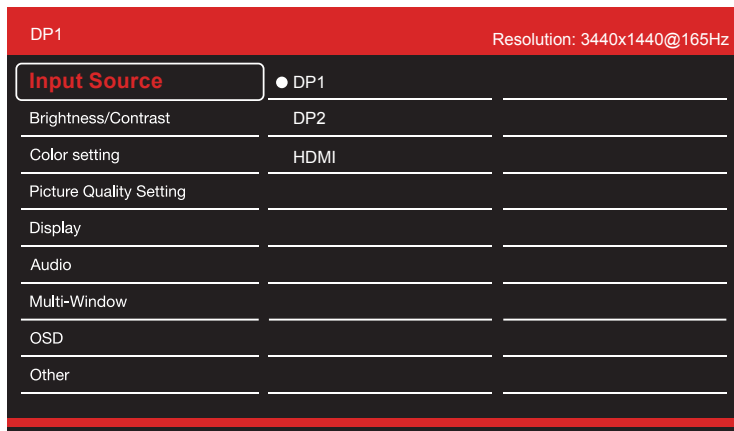 DP1
Resolution: 3440x1440@165Hz
Input Source
DP1
Brightness/Contrast
DP2
Color setting
HDMI
Picture Quality Setting
Display
Audio
Multi-Window
OSD
Other